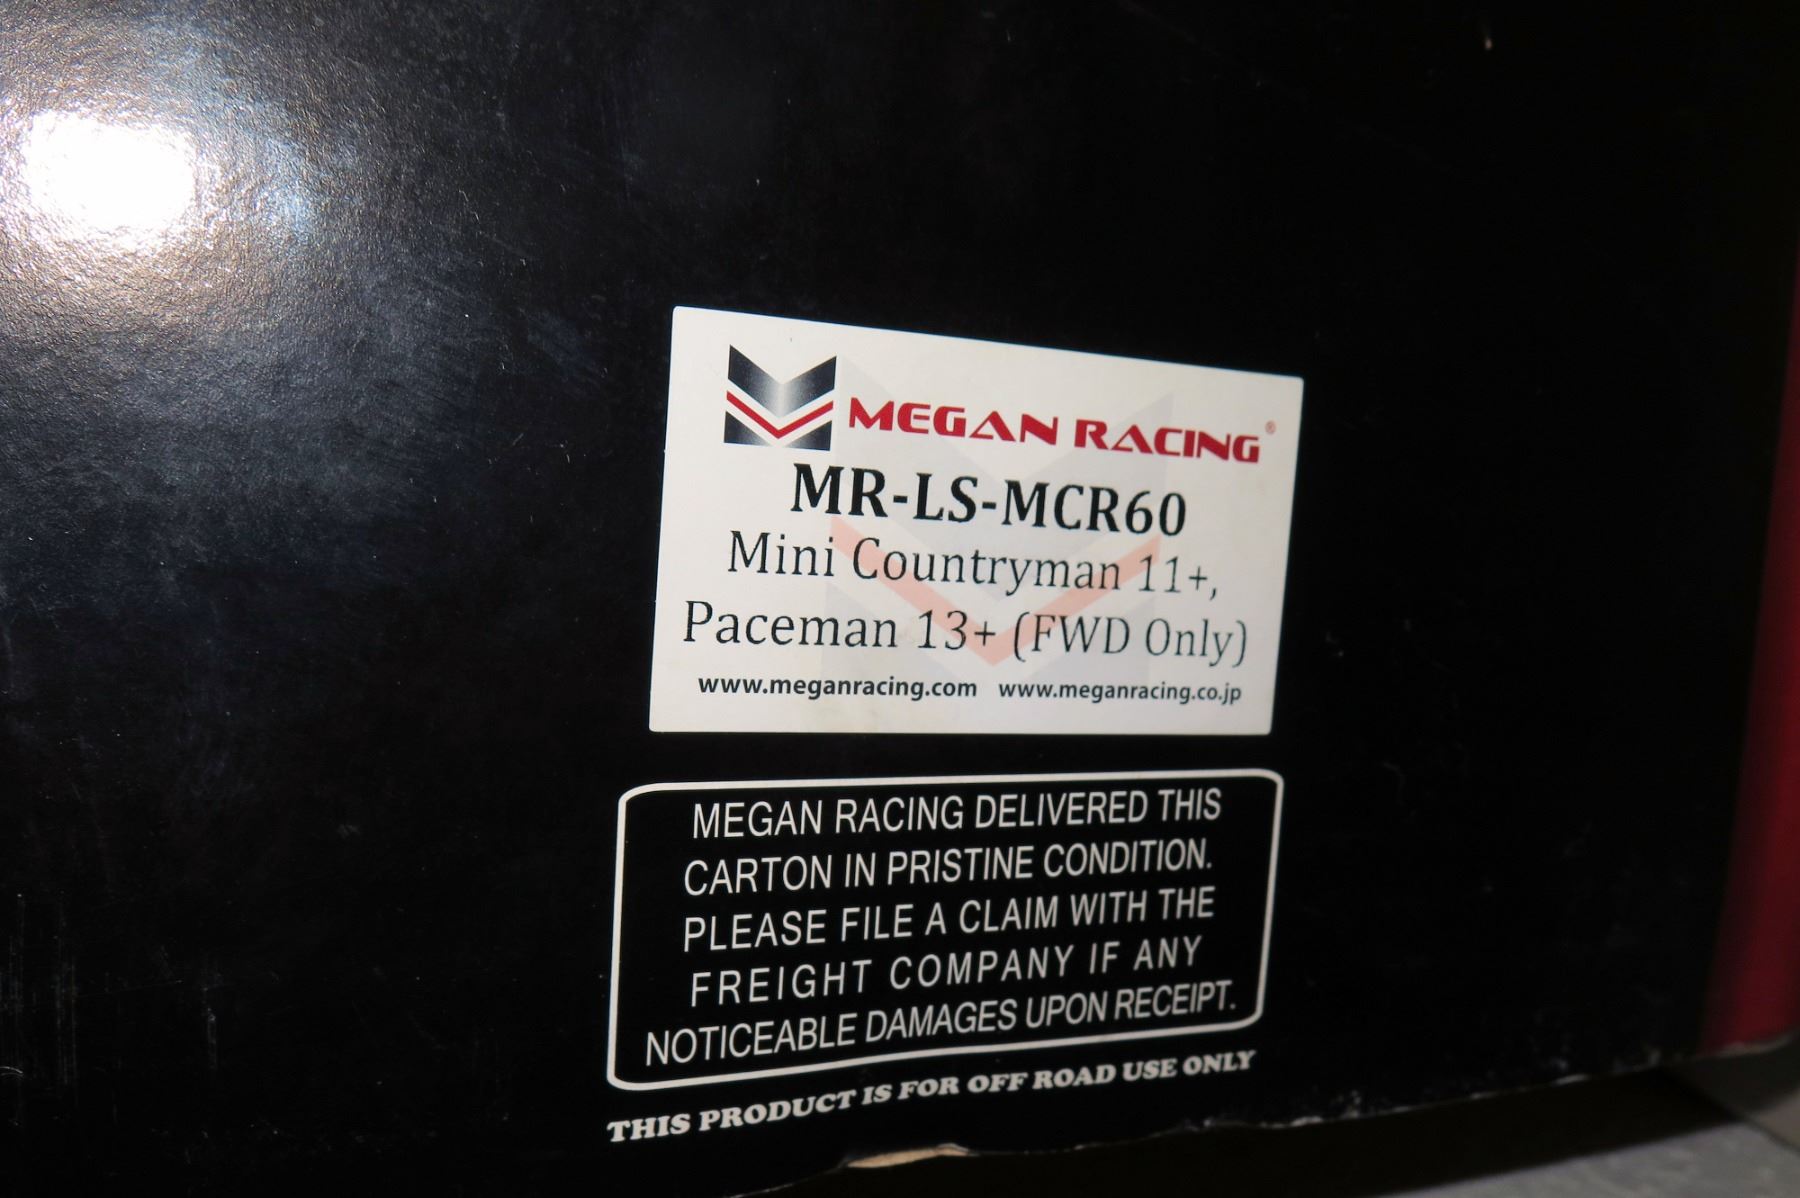 MEGAN RACING®
MR-LS-MCR60
Mini Countryman 11+,
Paceman 13+ (FWD Only)
www.meganracing.com www.meganracing.co.jp
MEGAN RACING DELIVERED THIS
CARTON IN PRISTINE CONDITION.
PLEASE FILE A CLAIM WITH THE
FREIGHT COMPANY IF ANY
NOTICEABLE DAMAGES UPON RECEIPT.
THIS PRODUCT IS FOR OFF ROAD USE ONLY